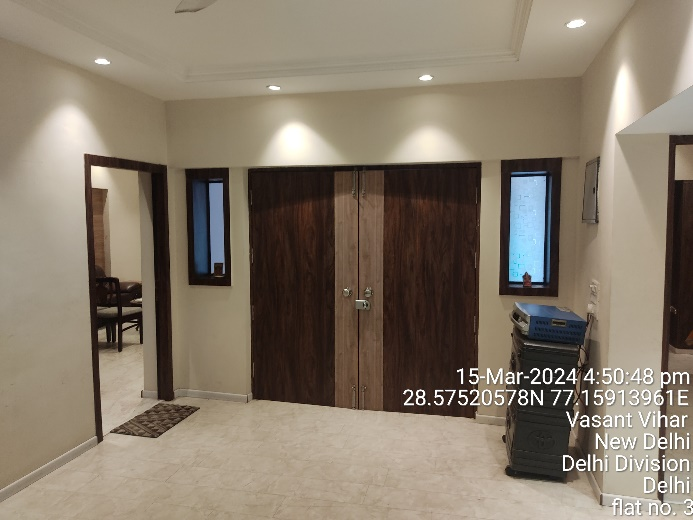 15-Mar-2024 4:50:48 pm
28.57520578N 77.15913961E
Vasant Vihar
New Delhi
Delhi Division
Delhi
flat no. 3